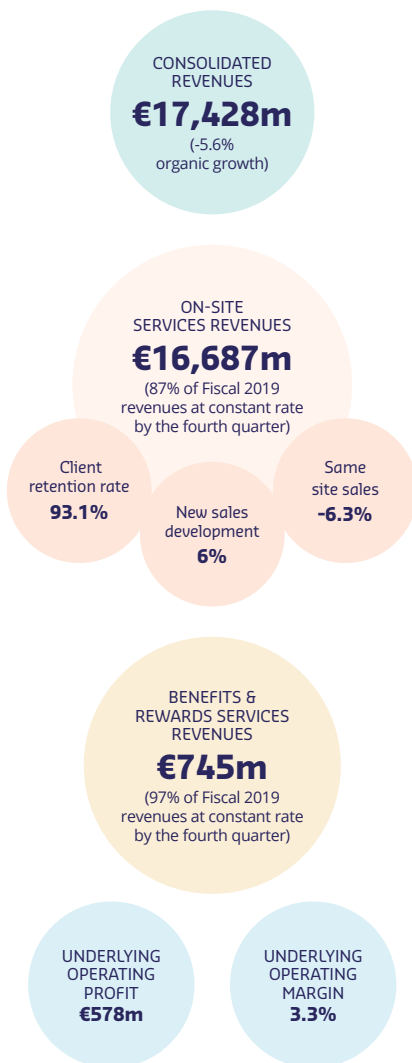 CONSOLIDATED
REVENUES
€17,428m
(-5.6%
organic growth)
ON-SITE
SERVICES REVENUES
€16,687m
(87% of Fiscal 2019
revenues at constant rate
by the fourth quarter)
Client
retention rate
93.1%
New sales
development
6%
Same
site sales
-6.3%
BENEFITS &
REWARDS SERVICES
REVENUES
€745m
(97% of Fiscal 2019
revenues at constant rate
by the fourth quarter)
UNDERLYING
OPERATING
PROFIT
€578m
UNDERLYING
OPERATING
MARGIN
3.3%